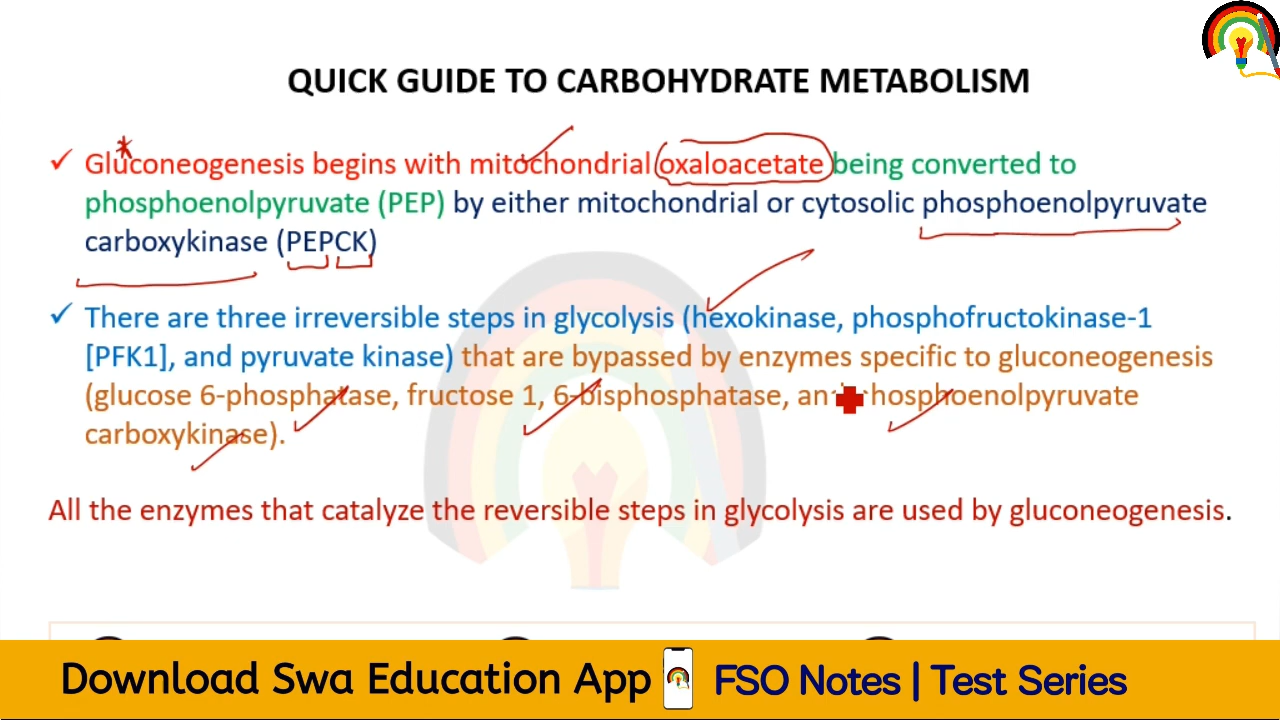 QUICK GUIDE TO CARBOHYDRATE METABOLISM
✓ Gluconeogenesis begins with mitochondrial oxaloacetate being converted to
phosphoenolpyruvate (PEP) by either mitochondrial or cytosolic phosphoenolpyruvate
carboxykinase (PEPCK)
✓ There are three irreversible steps in glycolysis (hexokinase, phosphofructokinase-1
[PFK1], and pyruvate kinase) that are bypassed by enzymes specific to gluconeogenesis
(glucose 6-phosphatase, fructose 1, 6-bisphosphatase, and phosphoenolpyruvate
carboxykinase).
All the enzymes that catalyze the reversible steps in glycolysis are used by gluconeogenesis.
Download Swa Education App FSO Notes | Test Series